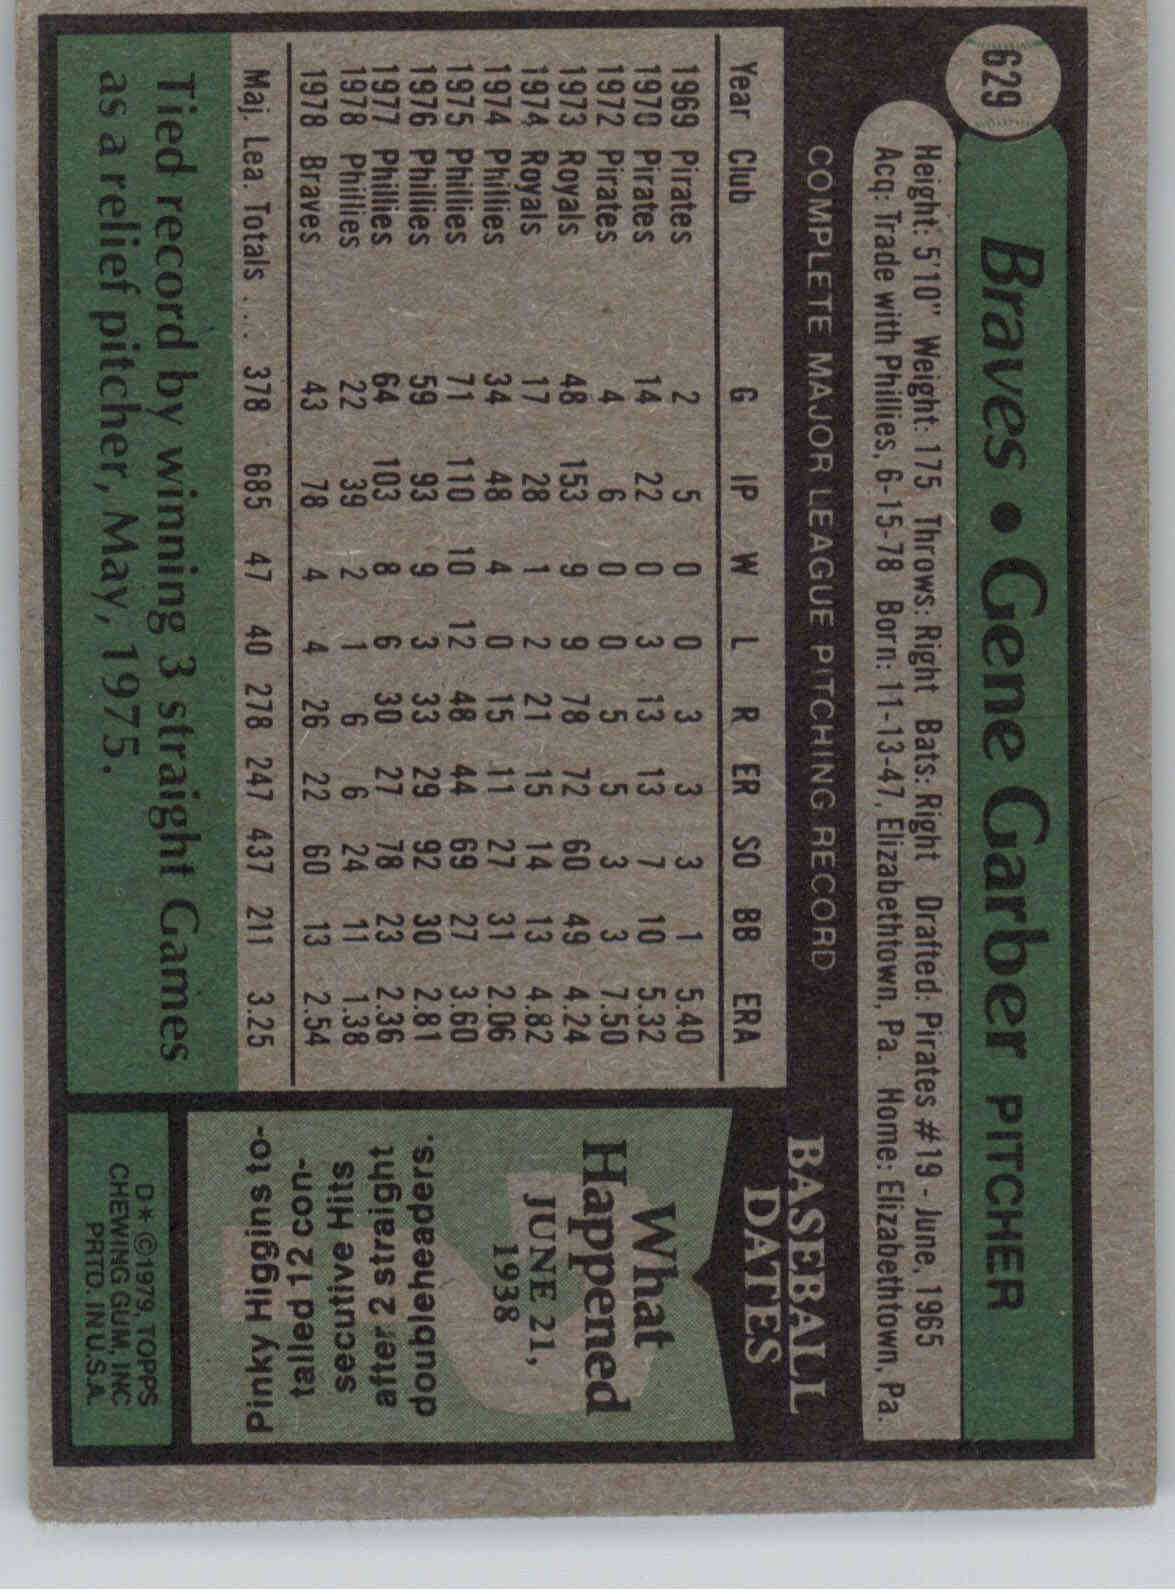 629
Braves • Gene Garber PITCHER
Height: 5'10" Weight: 175 Throws: Right Bats: Right Drafted: Pirates #19 - June, 1965
Acq: Trade with Phillies, 6-15-78 Born: 11-13-47, Elizabethtown, Pa. Home: Elizabethtown, Pa.
COMPLETE MAJOR LEAGUE PITCHING RECORD
Year Club G IP W L R ER SO BB ERA
1969 Pirates 2 5 0 0 3 3 3 1 5.40
1970 Pirates 14 22 0 3 13 13 7 10 5.32
1972 Pirates 4 6 0 0 5 5 3 3 7.50
1973 Royals 48 153 9 9 78 72 60 49 4.24
1974 Royals 17 28 1 2 21 15 14 13 4.82
1974 Phillies 34 48 4 0 15 11 27 31 2.06
1975 Phillies 71 110 10 12 48 44 69 27 3.60
1976 Phillies 59 93 9 3 33 29 92 30 2.81
1977 Phillies 64 103 8 6 30 27 78 23 2.36
1978 Phillies 22 39 2 1 6 6 24 11 1.38
1978 Braves 43 78 4 4 26 22 60 13 2.54
Maj. Lea. Totals . . . 378 685 47 40 278 247 437 211 3.25
Tied record by winning 3 straight Games
as a relief pitcher, May, 1975.
BASEBALL
DATES
What
Happened
JUNE 21,
1938
Pinky Higgins to-
talled 12 con-
secutive Hits
after 2 straight
doubleheaders.
D* ©1979, TOPPS
CHEWING GUM, INC
PRTD. IN U.S.A.